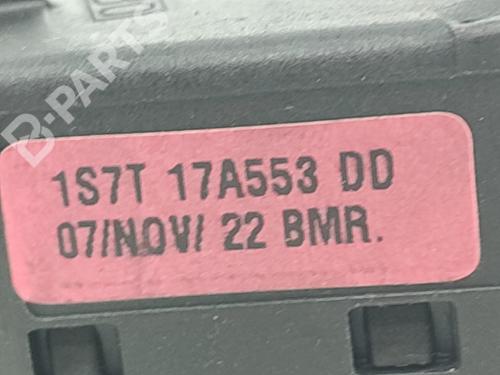 B-PARTS
1S7T 17A553 DD
07/NOV/ 22 BMR.